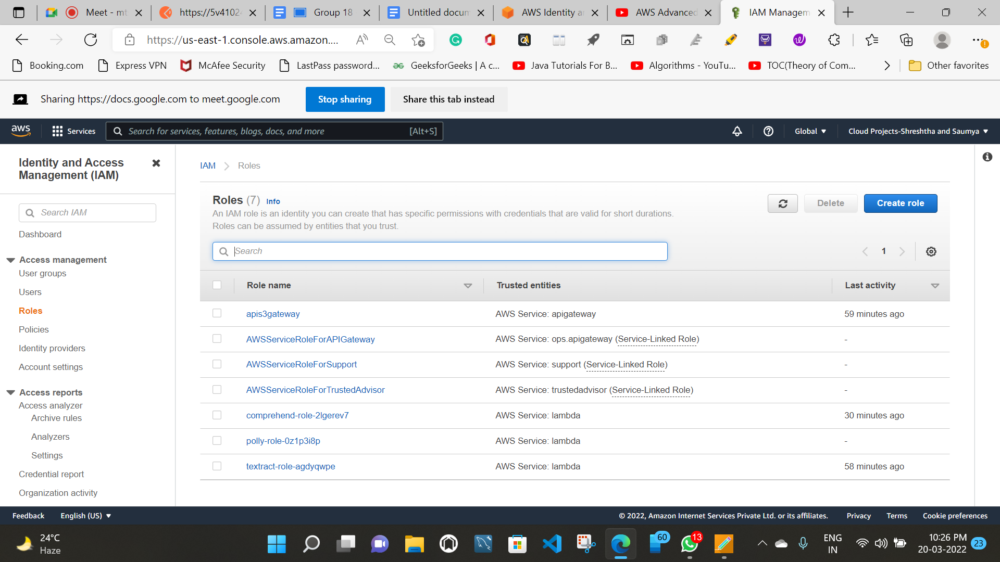 Meet - mt
https://5v41024
Group 18
Untitled docum
AWS Identity a
AWS Advanced
IAM Managem
https://us-east-1.console.aws.amazon....
Booking.com
Express VPN
McAfee Security
LastPass password...
GeeksforGeeks | A c...
Java Tutorials For B...
Algorithms - YouTu...
TOC(Theory of Com...
Other favorites
Sharing https://docs.google.com to meet.google.com
Stop sharing
Share this tab instead
aws
Services
Search for services, features, blogs, docs, and more
[Alt+S]
Global
Cloud Projects-Shreshtha and Saumya
Identity and Access
Management (IAM)
Search IAM
Dashboard
Access management
User groups
Users
Roles
Policies
Identity providers
Account settings
Access reports
Access analyzer
Archive rules
Analyzers
Settings
Credential report
Organization activity
IAM
Roles
Roles (7) Info
An IAM role is an identity you can create that has specific permissions with credentials that are valid for short durations.
Roles can be assumed by entities that you trust.
Delete
Create role
Search
1
Role name
Trusted entities
Last activity
apis3gateway
AWS Service: apigateway
59 minutes ago
AWSServiceRoleForAPIGateway
AWS Service: ops.apigateway (Service-Linked Role)
-
AWSServiceRoleForSupport
AWS Service: support (Service-Linked Role)
-
AWSServiceRoleForTrustedAdvisor
AWS Service: trustedadvisor (Service-Linked Role)
-
comprehend-role-2lgerev7
AWS Service: lambda
30 minutes ago
polly-role-0z1p3i8p
AWS Service: lambda
-
textract-role-agdyqwpe
AWS Service: lambda
58 minutes ago
Feedback
English (US)
© 2022, Amazon Internet Services Private Ltd. or its affiliates.
Privacy
Terms
Cookie preferences
24°C
Haze
60
13
ENG
IN
10:26 PM
20-03-2022
23